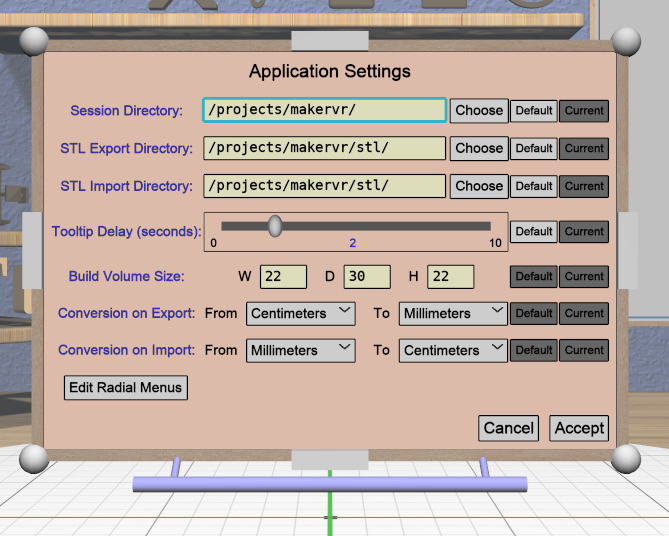 Application Settings
Session Directory: /projects/makervr/ Choose Default Current
STL Export Directory: /projects/makervr/stl/ Choose Default Current
STL Import Directory: /projects/makervr/stl/ Choose Default Current
Tooltip Delay (seconds): 0 2 10 Default Current
Build Volume Size: W 22 D 30 H 22 Default Current
Conversion on Export: From Centimeters To Millimeters Default Current
Conversion on Import: From Millimeters To Centimeters Default Current
Edit Radial Menus
Cancel Accept